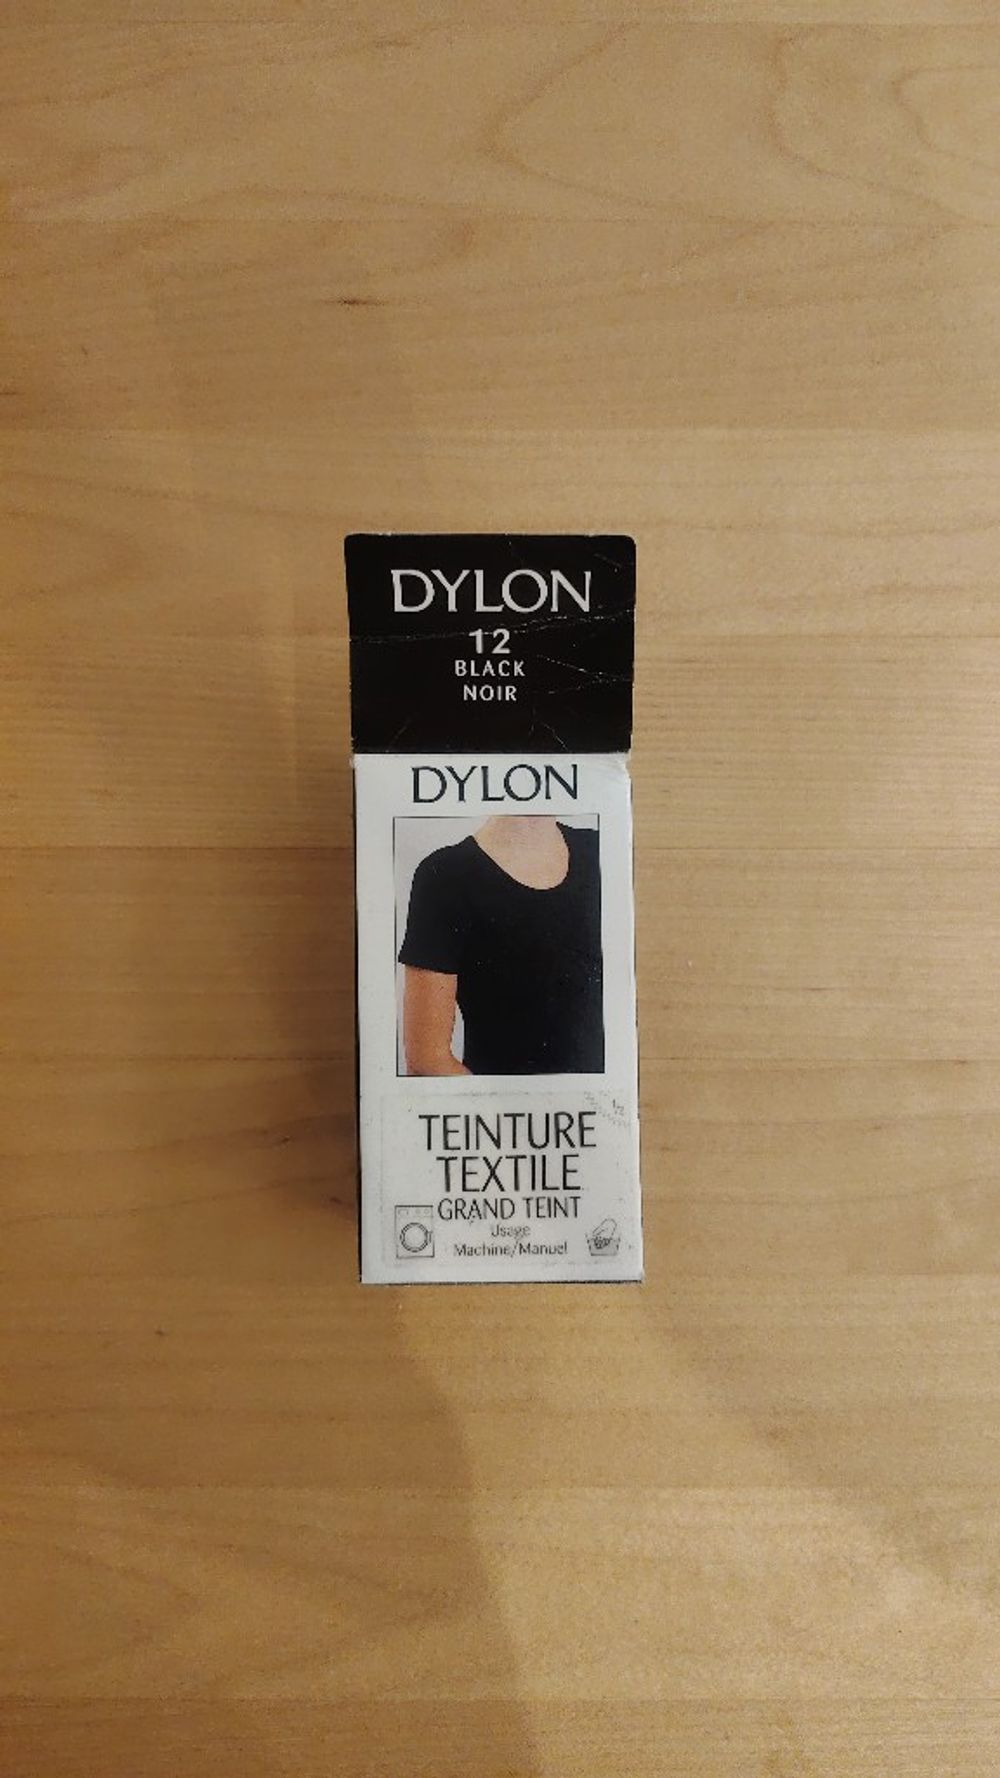 DYLON
12
BLACK
NOIR
DYLON
TEINTURE
TEXTILE
GRAND TEINT
Usage
Machine/Manuel